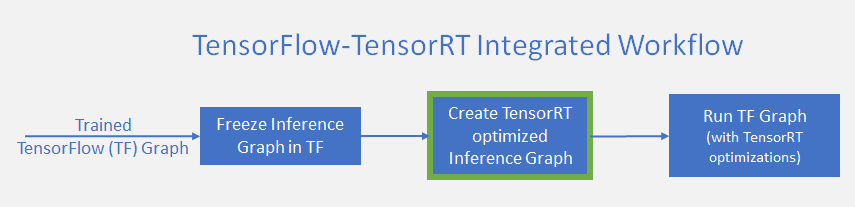 TensorFlow-TensorRT Integrated Workflow
Trained
TensorFlow (TF) Graph
Freeze Inference
Graph in TF
Create TensorRT
optimized
Inference Graph
Run TF Graph
(with TensorRT
optimizations)